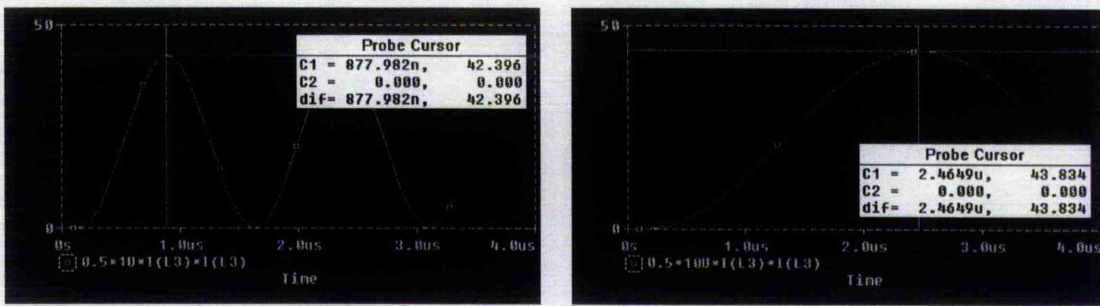 50
Probe Cursor
C1 = 877.982n, 42.396
C2 = 0.000, 0.000
dif= 877.982n, 42.396
0
0s 1.0us 2.0us 3.0us 4.0us
0.5*1U*I(L3)*I(L3)
Time
50
Probe Cursor
C1 = 2.4649u, 43.834
C2 = 0.000, 0.000
dif= 2.4649u, 43.834
0
0s 1.0us 2.0us 3.0us 4.0us
0.5*10U*I(L3)*I(L3)
Time